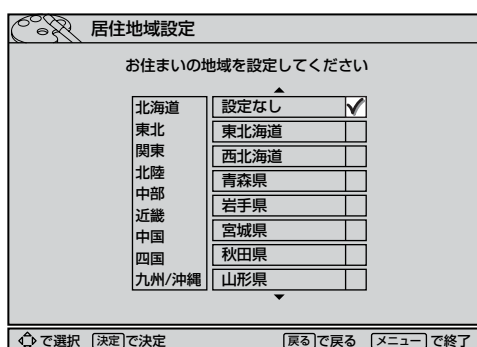 居住地域設定
お住まいの地域を設定してください
北海道
東北
関東
北陸
中部
近畿
中国
四国
九州/沖縄
設定なし
東北海道
西北海道
青森県
岩手県
宮城県
秋田県
山形県
で選択 決定で決定 戻るで戻る メニューで終了